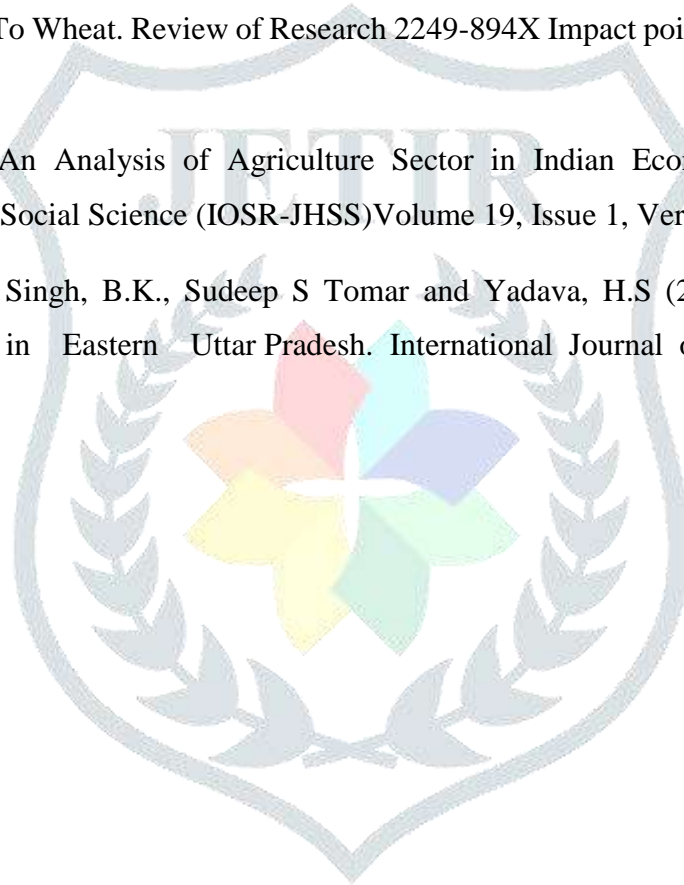 To Wheat. Review of Research 2249-894X Impact poi
JETIR
An Analysis of Agriculture Sector in Indian Eco
Social Science (IOSR-JHSS)Volume 19, Issue 1, Ver
Singh, B.K., Sudeep S Tomar and Yadava, H.S (2
in Eastern Uttar Pradesh. International Journal